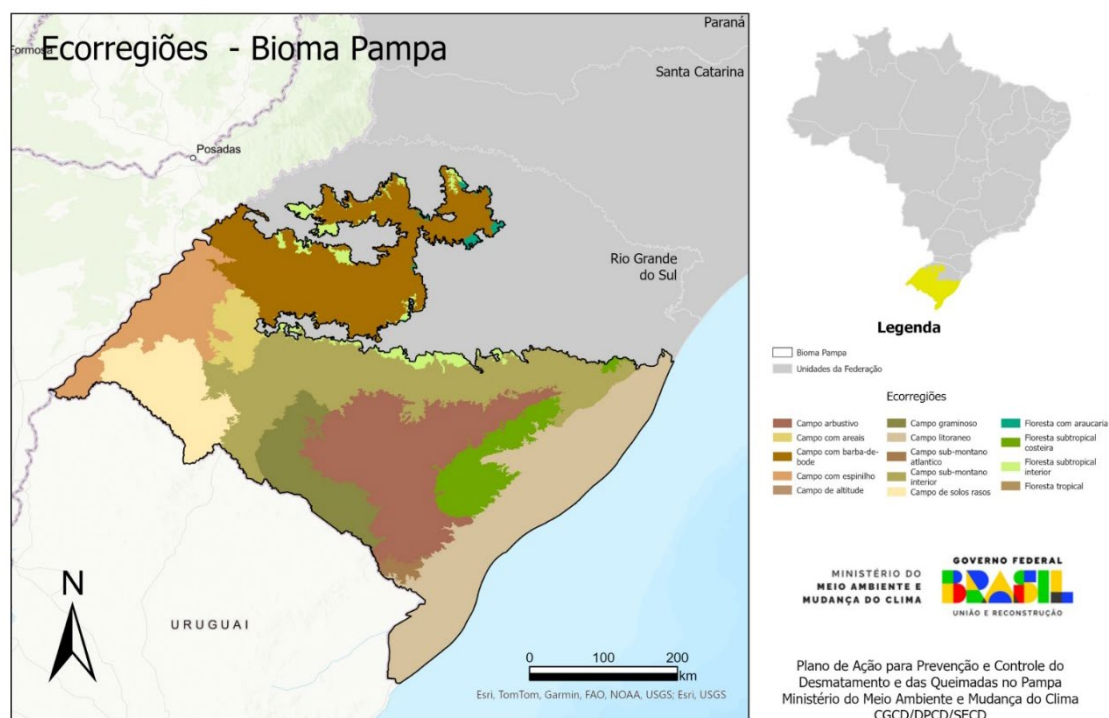 Paraná
Formosa
Ecorregiões - Bioma Pampa
Santa Catarina
Posadas
Rio Grande
do Sul
URUGUAI
N
0 100 200
km
Esri, TomTom, Garmin, FAO, NOAA, USGS; Esri, USGS
Legenda
Bioma Pampa
Unidades da Federação
Ecorregiões
Campo arbustivo
Campo com areais
Campo com barba-de-
bode
Campo com espinilho
Campo de altitude
Campo graminoso
Campo litoraneo
Campo sub-montano
atlantico
Campo sub-montano
interior
Campo de solos rasos
Floresta com araucaria
Floresta subtropical
costeira
Floresta subtropical
interior
Floresta tropical
MINISTÉRIO DO
MEIO AMBIENTE E
MUDANÇA DO CLIMA
GOVERNO FEDERAL
BRASIL
UNIÃO E RECONSTRUÇÃO
Plano de Ação para Prevenção e Controle do
Desmatamento e das Queimadas no Pampa
Ministério do Meio Ambiente e Mudança do Clima
CGCD/DPCD/SECD